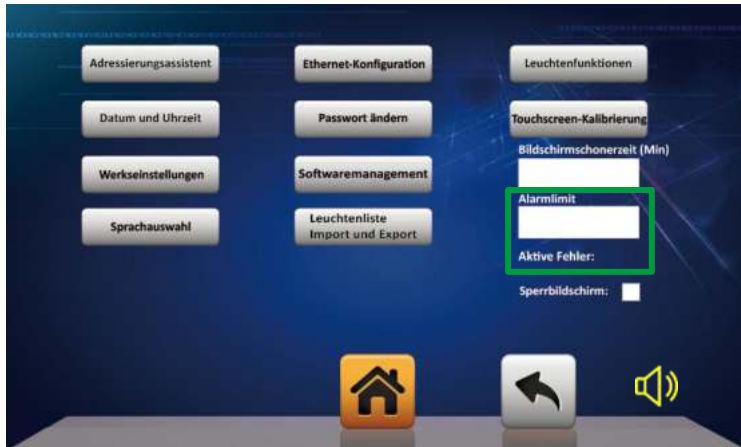 Adressierungsassistent
Ethernet-Konfiguration
Leuchtenfunktionen
Datum und Uhrzeit
Passwort ändern
Touchscreen-Kalibrierung
Bildschirmschonerzeit (Min)
Werkseinstellungen
Softwaremanagement
Alarmlimit
Sprachauswahl
Leuchtenliste
Import und Export
Aktive Fehler:
Sperrbildschirm: